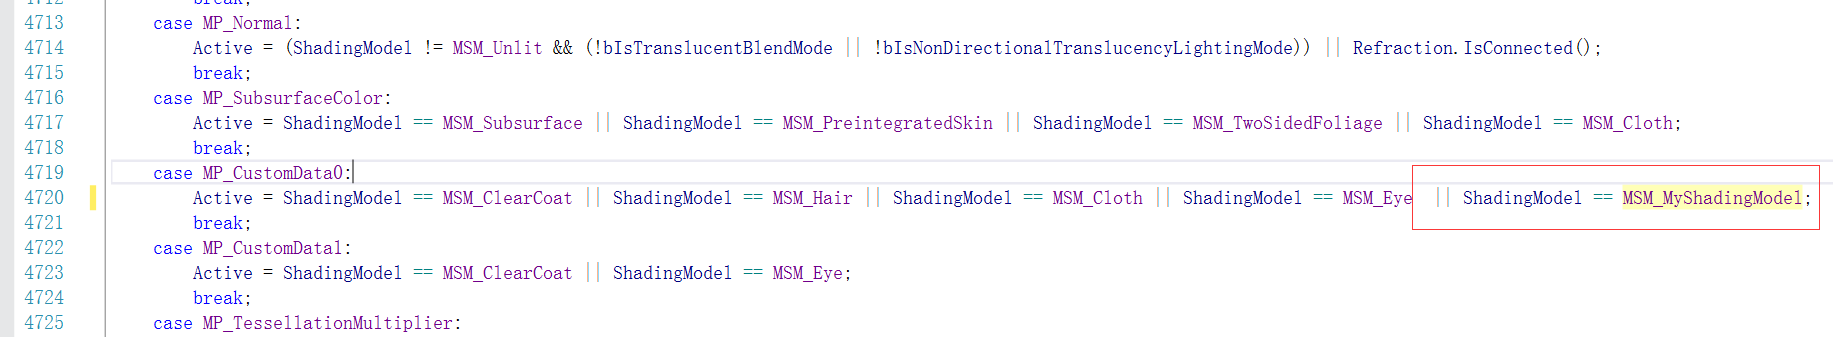 4712 break;
4713 case MP_Normal:
4714 Active = (ShadingModel != MSM_Unlit && (!bIsTranslucentBlendMode || !bIsNonDirectionalTranslucencyLightingMode)) || Refraction.IsConnected();
4715 break;
4716 case MP_SubsurfaceColor:
4717 Active = ShadingModel == MSM_Subsurface || ShadingModel == MSM_PreintegratedSkin || ShadingModel == MSM_TwoSidedFoliage || ShadingModel == MSM_Cloth;
4718 break;
4719 case MP_CustomData0:
4720 Active = ShadingModel == MSM_ClearCoat || ShadingModel == MSM_Hair || ShadingModel == MSM_Cloth || ShadingModel == MSM_Eye || ShadingModel == MSM_MyShadingModel;
4721 break;
4722 case MP_CustomData1:
4723 Active = ShadingModel == MSM_ClearCoat || ShadingModel == MSM_Eye;
4724 break;
4725 case MP_TessellationMultiplier: